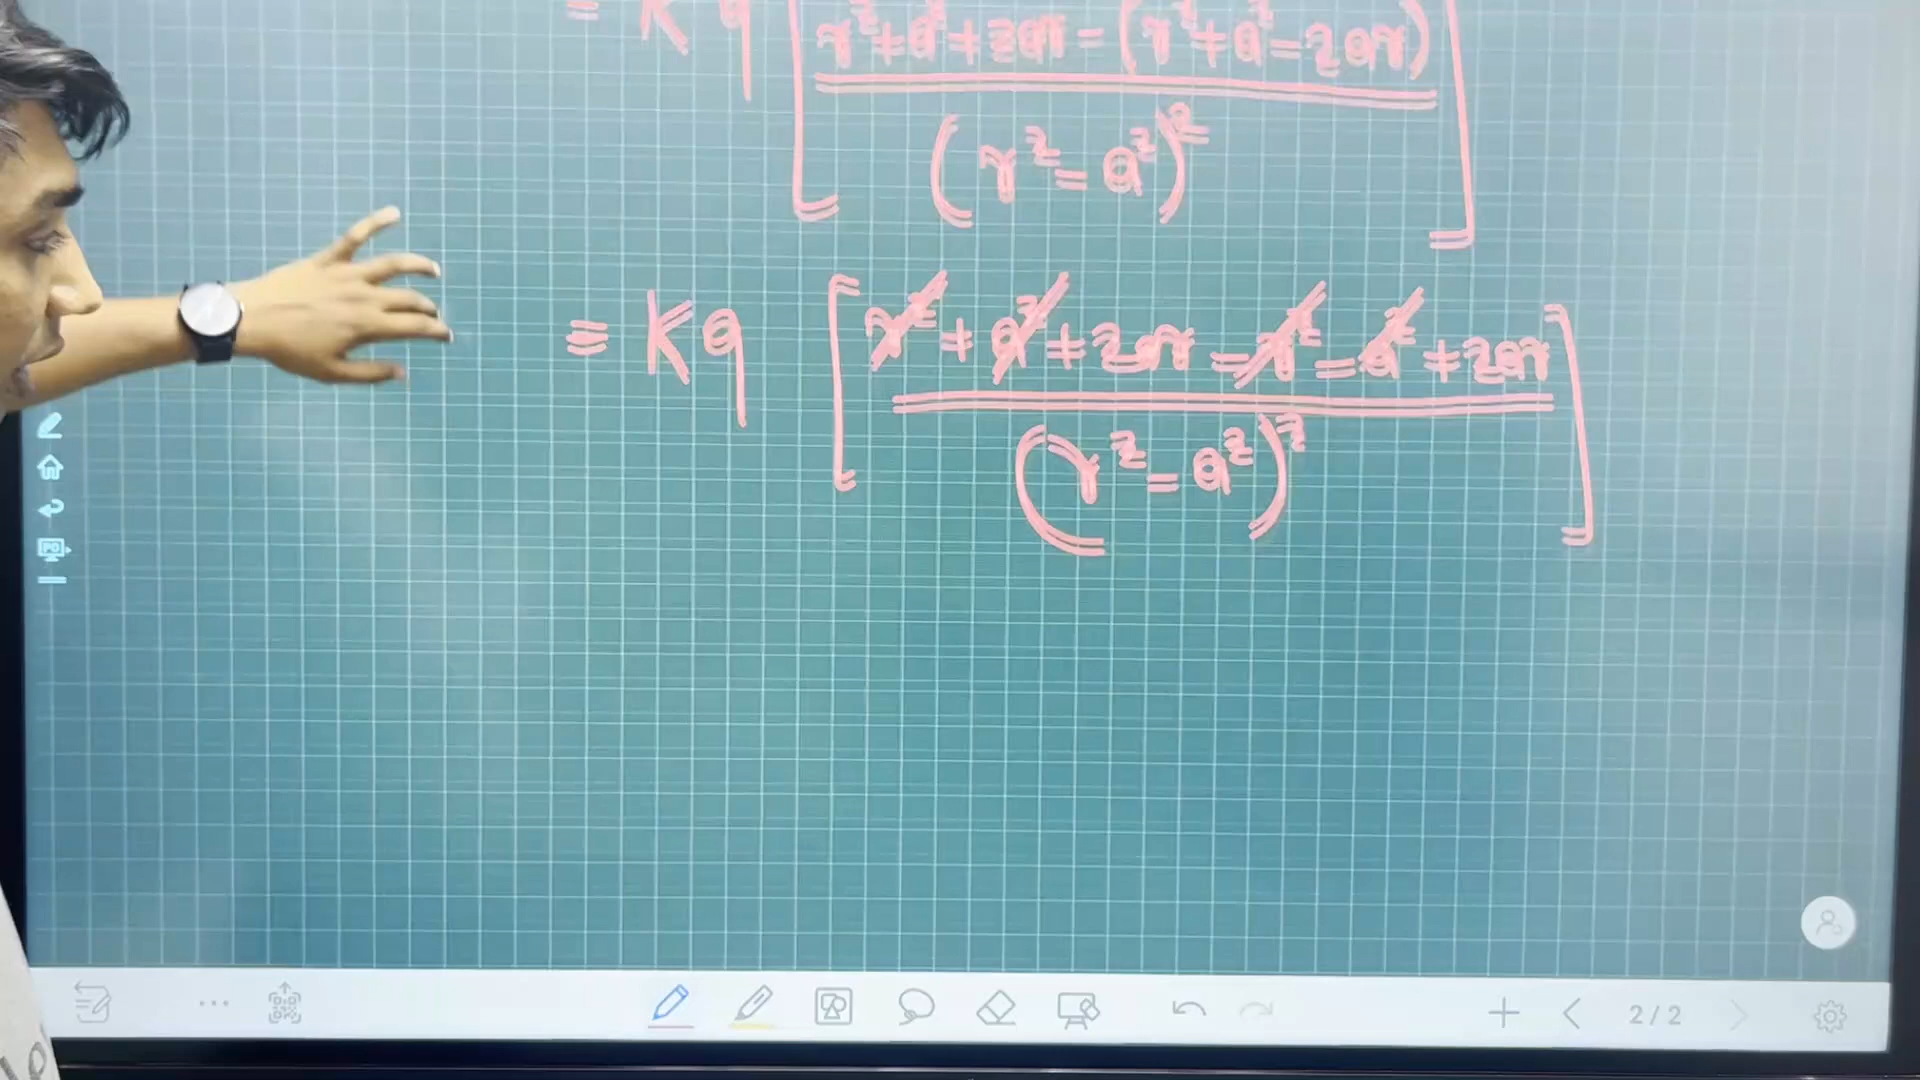 = Kq [ r²+a²+2ar-(r²+a²-2ar)
(r²-a²)² ]
= Kq [ r²+a²+2ar-r²-a²+2ar
(r²-a²)² ]
2/2